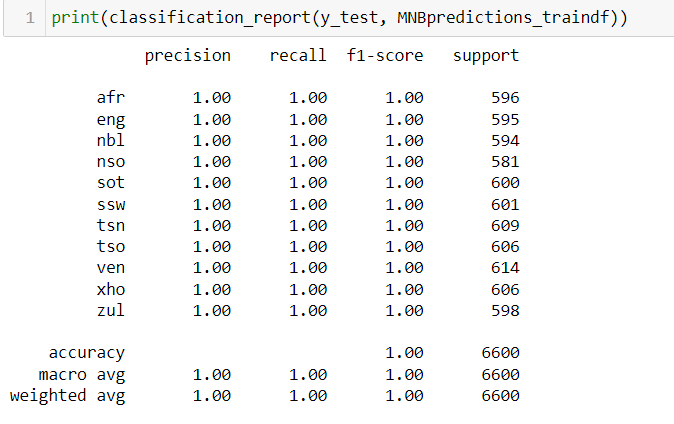 1 print(classification_report(y_test, MNBpredictions_traindf))
precision recall f1-score support
afr 1.00 1.00 1.00 596
eng 1.00 1.00 1.00 595
nbl 1.00 1.00 1.00 594
nso 1.00 1.00 1.00 581
sot 1.00 1.00 1.00 600
ssw 1.00 1.00 1.00 601
tsn 1.00 1.00 1.00 609
tso 1.00 1.00 1.00 606
ven 1.00 1.00 1.00 614
xho 1.00 1.00 1.00 606
zul 1.00 1.00 1.00 598
accuracy 1.00 6600
macro avg 1.00 1.00 1.00 6600
weighted avg 1.00 1.00 1.00 6600